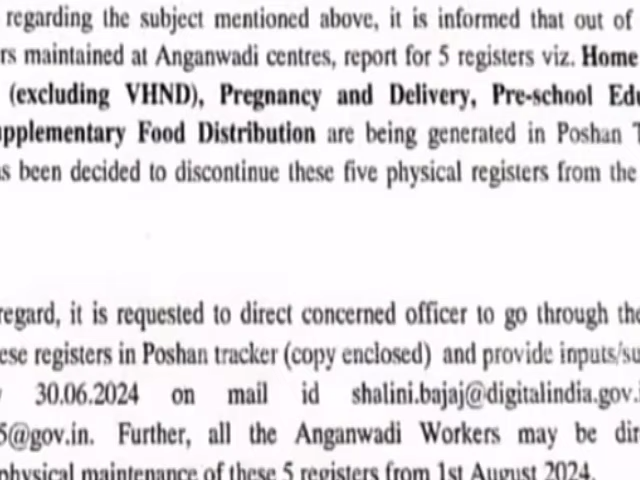 regarding the subject mentioned above, it is informed that out of
rs maintained at Anganwadi centres, report for 5 registers viz. Home
(excluding VHND), Pregnancy and Delivery, Pre-school Edu
upplementary Food Distribution are being generated in Poshan T
s been decided to discontinue these five physical registers from the
regard, it is requested to direct concerned officer to go through the
ese registers in Poshan tracker (copy enclosed) and provide inputs/su
30.06.2024 on mail id shalini.bajaj@digitalindia.gov.i
5@gov.in. Further, all the Anganwadi Workers may be dir
physical maintenance of these 5 registers from 1st August 2024.